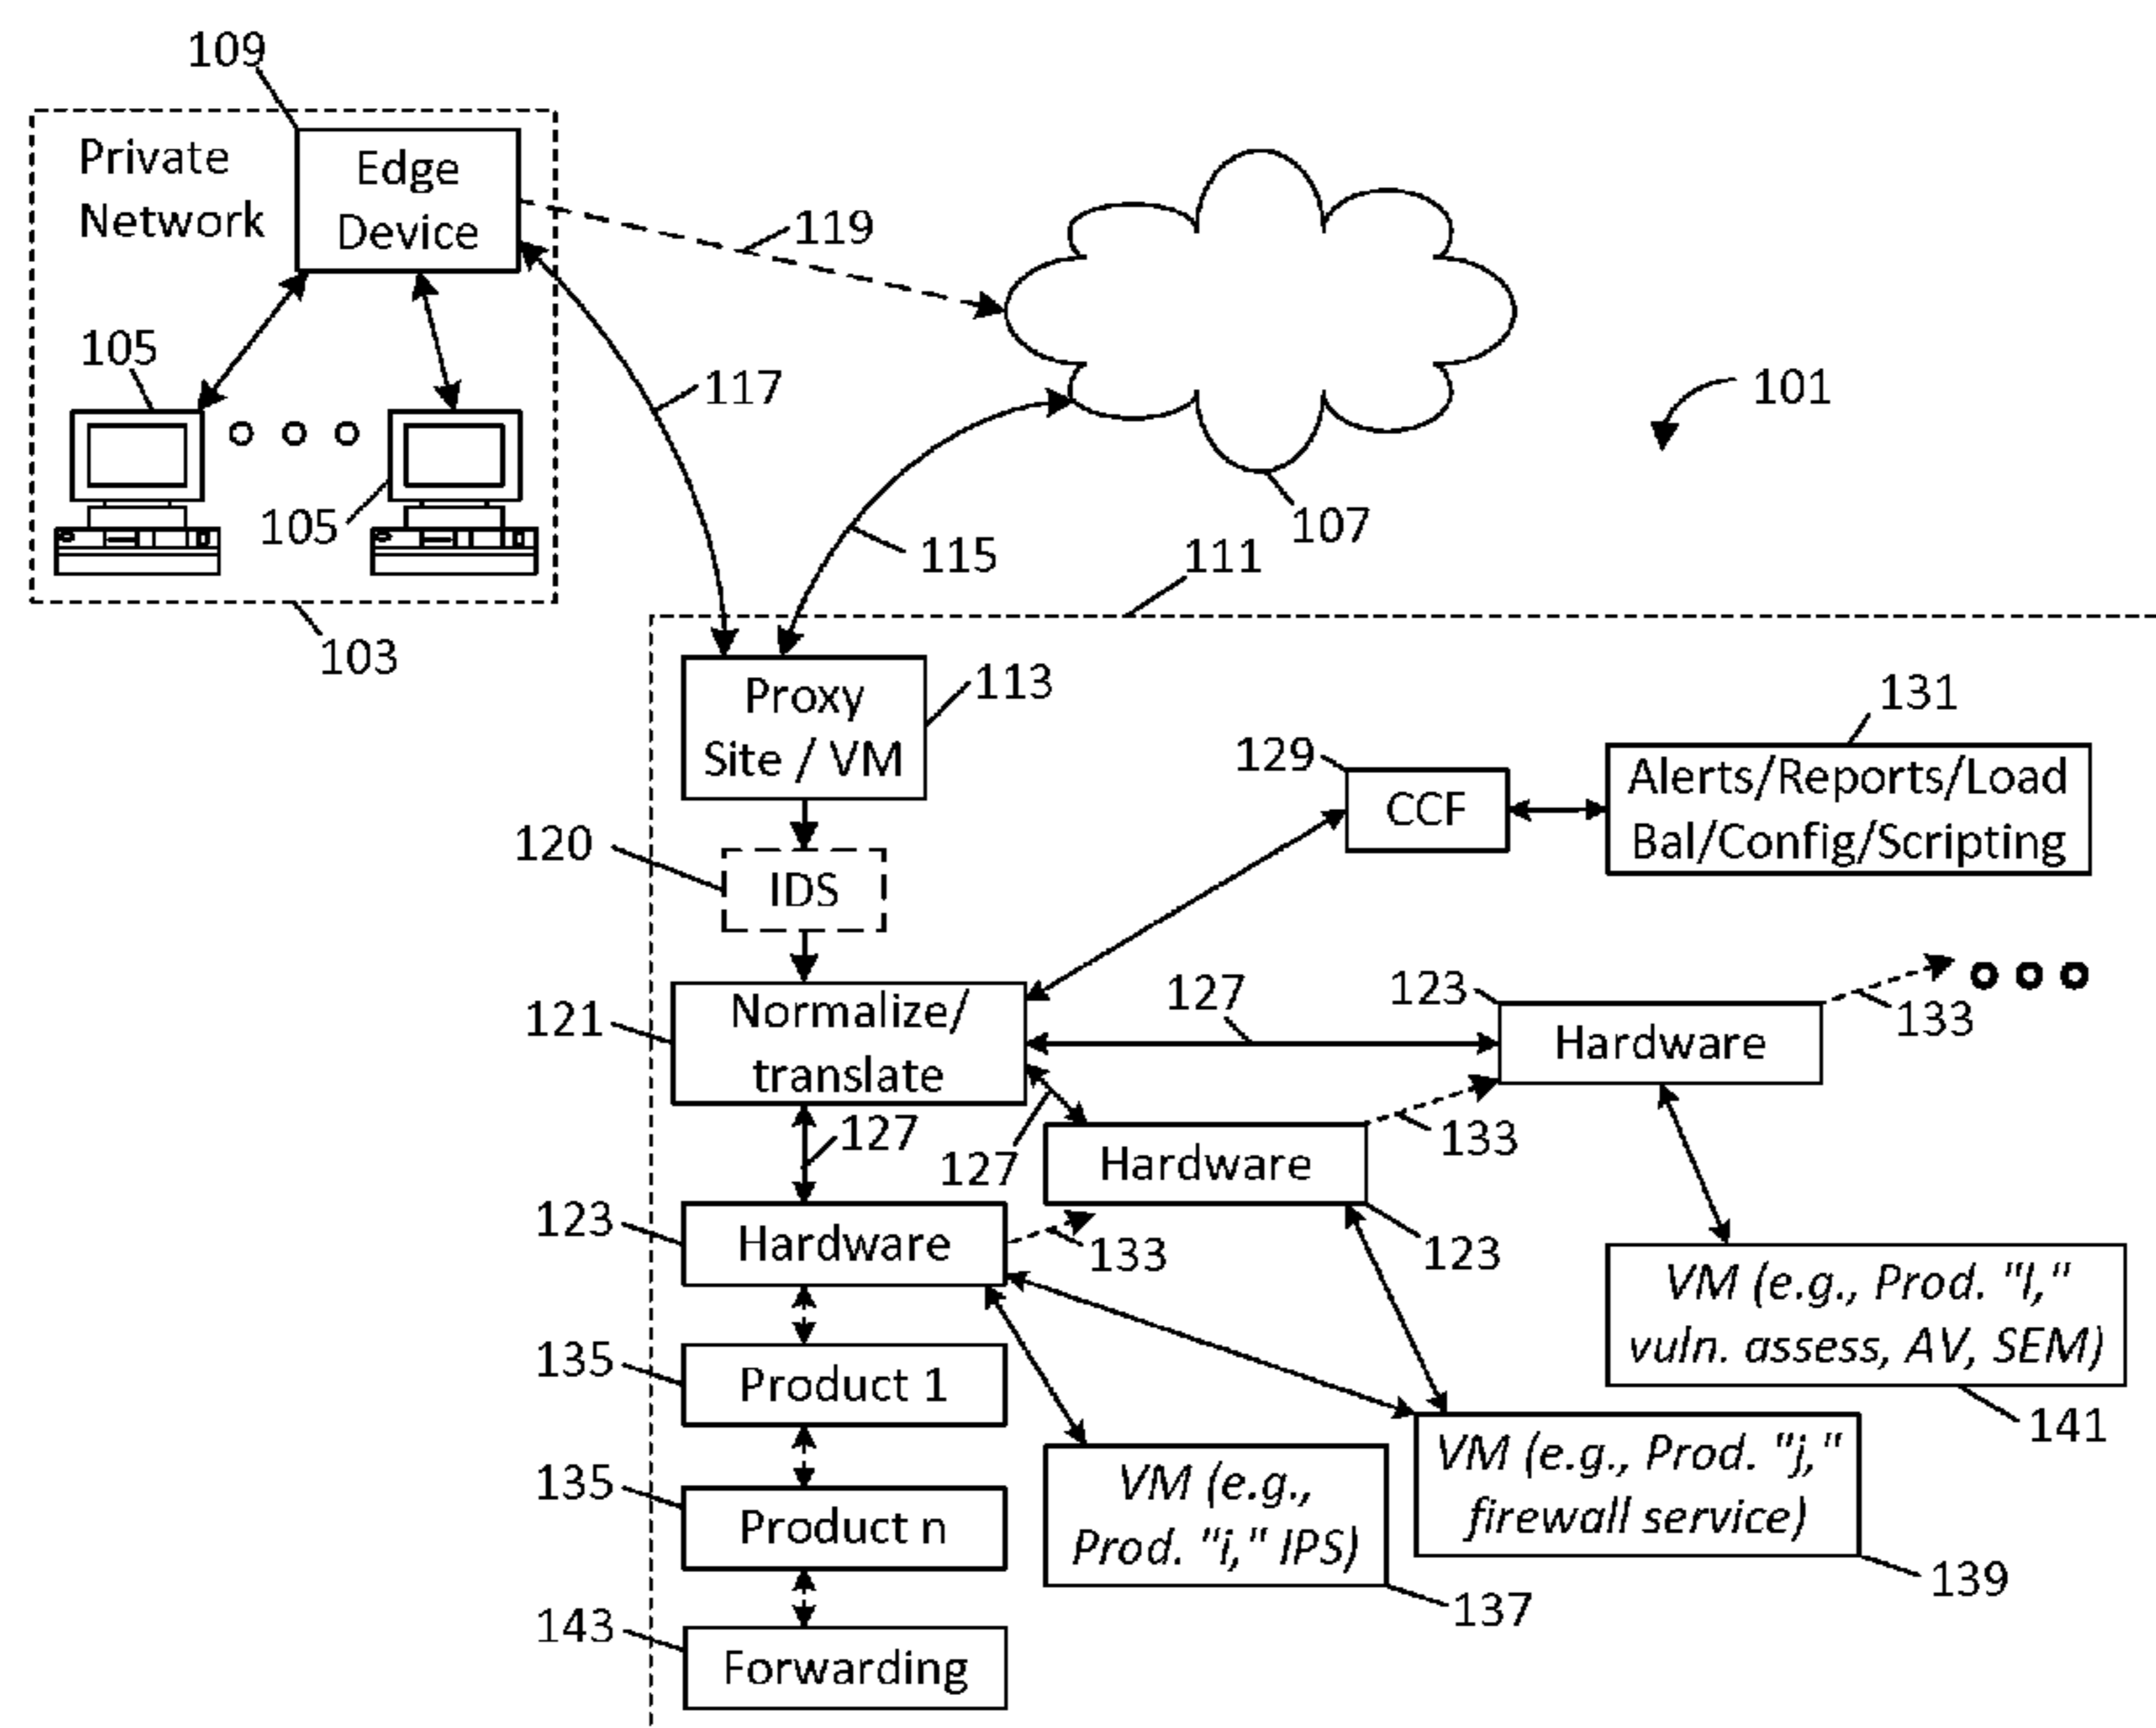 109
Private
Network
Edge
Device
119
105
105
117
101
107
115
111
103
Proxy
Site / VM
113
131
129
CCF
Alerts/Reports/Load
Bal/Config/Scripting
120
IDS
121
Normalize/
translate
127
123
Hardware
133
127
127
Hardware
133
123
123
Hardware
133
VM (e.g., Prod. "l,"
vuln. assess, AV, SEM)
141
135
Product 1
135
Product n
VM (e.g.,
Prod. "i," IPS)
137
VM (e.g., Prod. "j,"
firewall service)
139
143
Forwarding